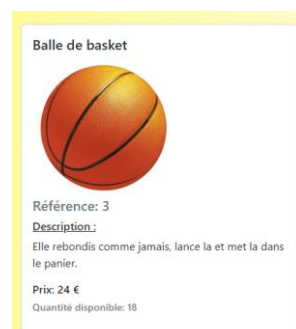 Balle de basket
Référence: 3
Description :
Elle rebondis comme jamais, lance la et met la dans
le panier.
Prix: 24 €
Quantité disponible: 18